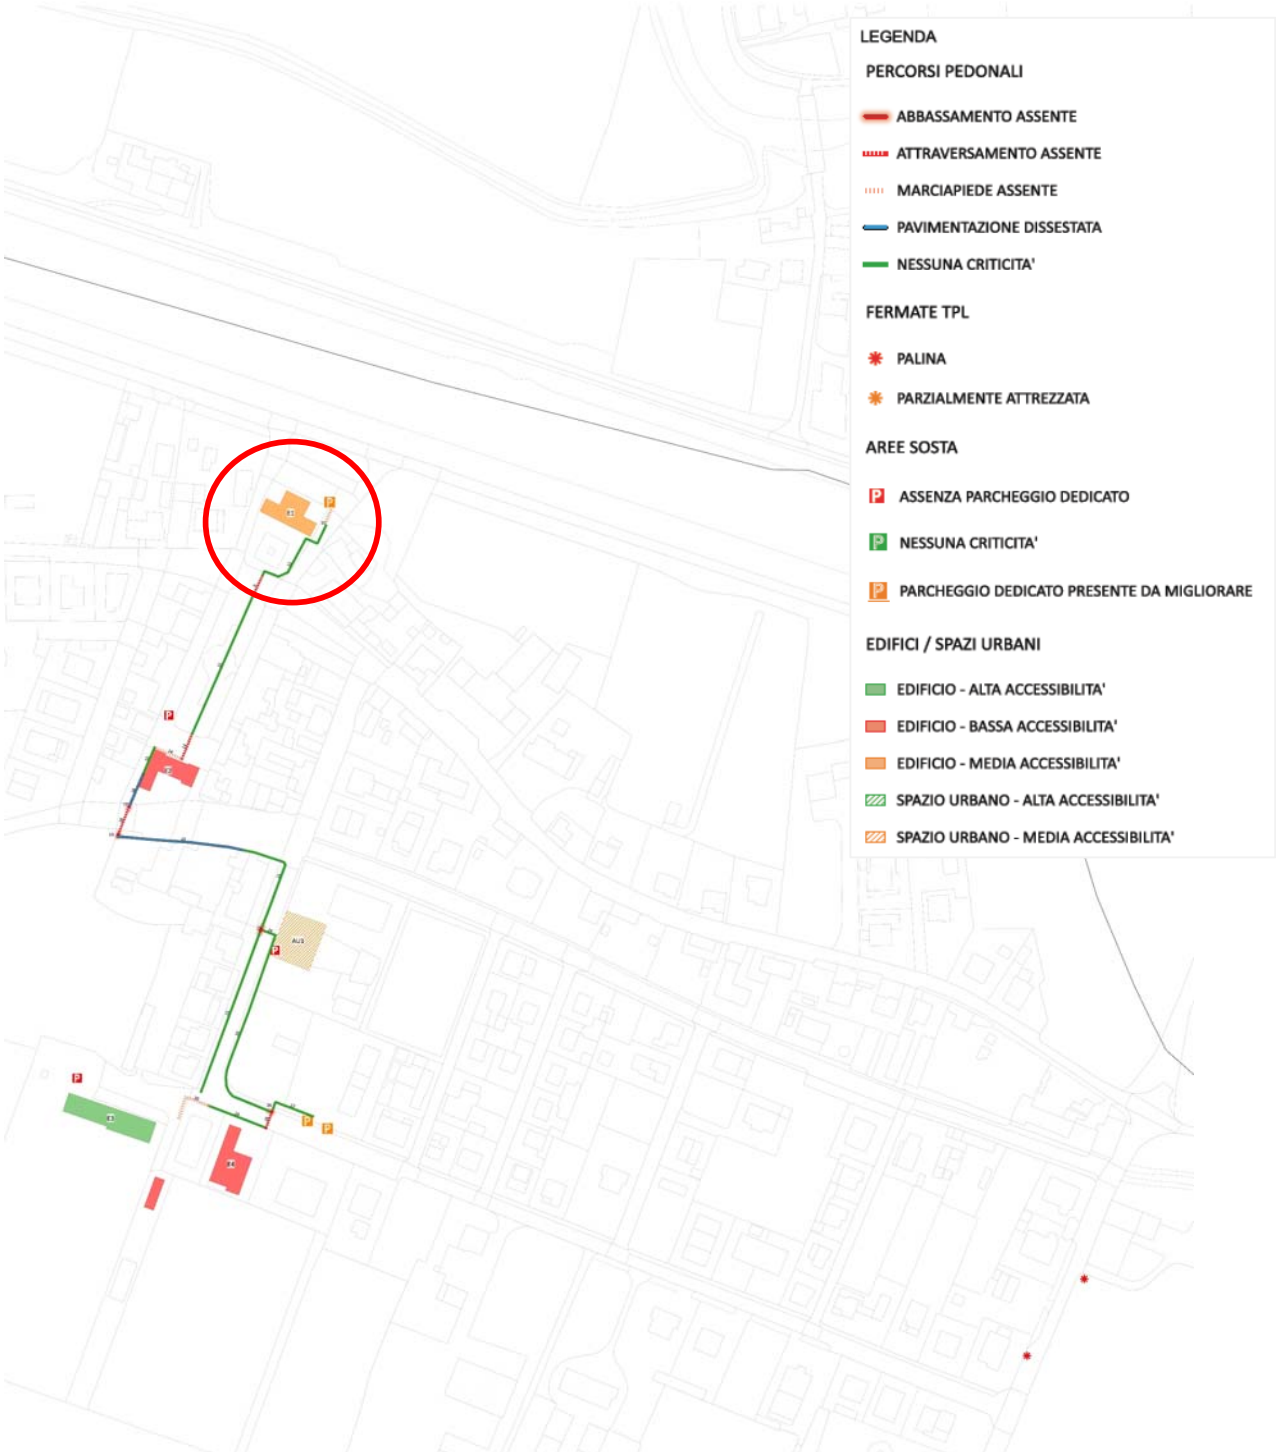 LEGENDA
PERCORSI PEDONALI
ABBASSAMENTO ASSENTE
ATTRAVERSAMENTO ASSENTE
MARCIAPIEDE ASSENTE
PAVIMENTAZIONE DISSESTATA
NESSUNA CRITICITA'
FERMATE TPL
PALINA
PARZIALMENTE ATTREZZATA
AREE SOSTA
P ASSENZA PARCHEGGIO DEDICATO
P NESSUNA CRITICITA'
P PARCHEGGIO DEDICATO PRESENTE DA MIGLIORARE
EDIFICI / SPAZI URBANI
EDIFICIO - ALTA ACCESSIBILITA'
EDIFICIO - BASSA ACCESSIBILITA'
EDIFICIO - MEDIA ACCESSIBILITA'
SPAZIO URBANO - ALTA ACCESSIBILITA'
SPAZIO URBANO - MEDIA ACCESSIBILITA'
P
P
P
P
P
P
E3
E4